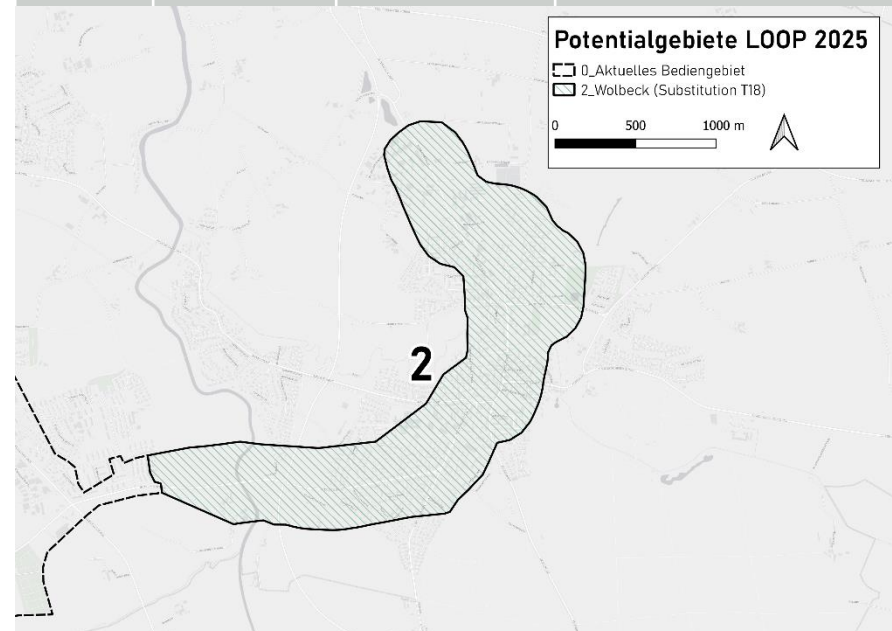 Potentialgebiete LOOP 2025
0_Aktuelles Bediengebiet
2_Wolbeck (Substitution T18)
0 500 1000 m
2